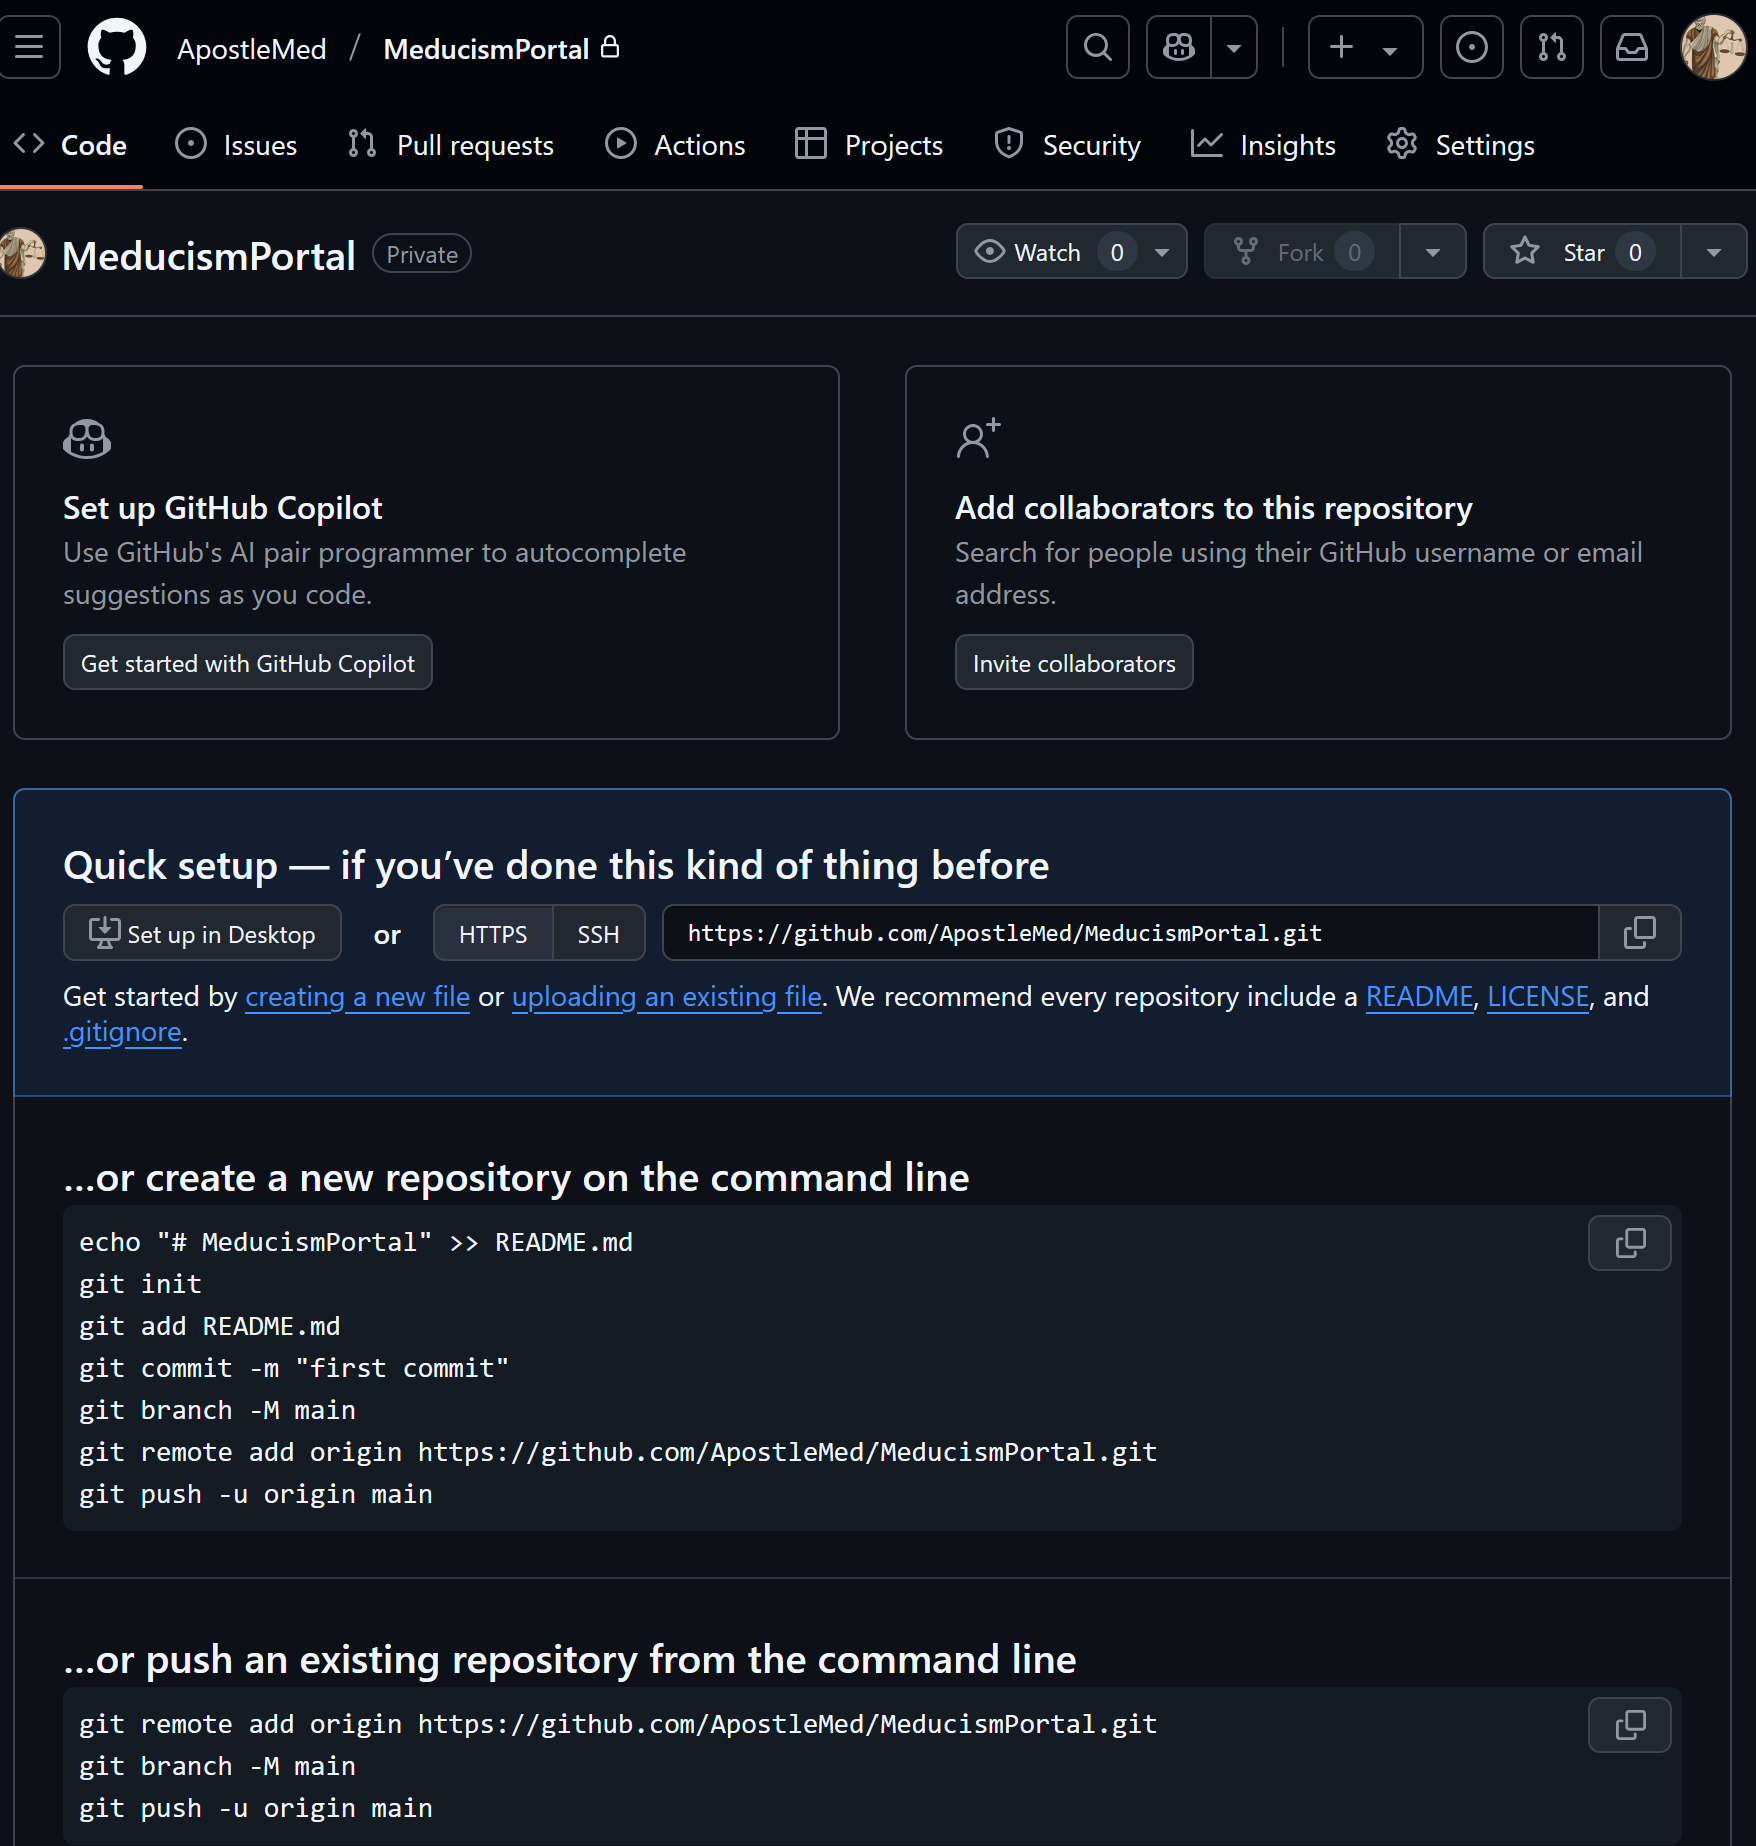 ApostleMed / MeducismPortal
Code Issues Pull requests Actions Projects Security Insights Settings
MeducismPortal Private Watch 0 Fork 0 Star 0
Set up GitHub Copilot
Use GitHub's AI pair programmer to autocomplete
suggestions as you code.
Get started with GitHub Copilot
Add collaborators to this repository
Search for people using their GitHub username or email
address.
Invite collaborators
Quick setup — if you’ve done this kind of thing before
Set up in Desktop or HTTPS SSH https://github.com/ApostleMed/MeducismPortal.git
Get started by creating a new file or uploading an existing file. We recommend every repository include a README, LICENSE, and
.gitignore.
…or create a new repository on the command line
echo "# MeducismPortal" >> README.md
git init
git add README.md
git commit -m "first commit"
git branch -M main
git remote add origin https://github.com/ApostleMed/MeducismPortal.git
git push -u origin main
…or push an existing repository from the command line
git remote add origin https://github.com/ApostleMed/MeducismPortal.git
git branch -M main
git push -u origin main